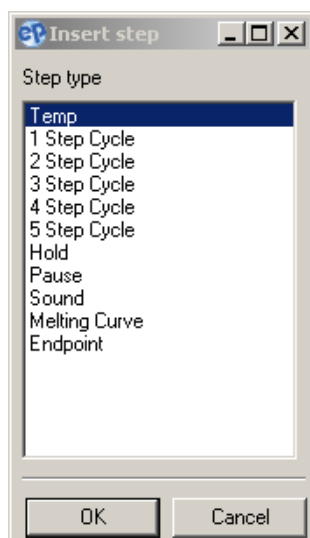 eP Insert step
Step type
Temp
1 Step Cycle
2 Step Cycle
3 Step Cycle
4 Step Cycle
5 Step Cycle
Hold
Pause
Sound
Melting Curve
Endpoint
OK Cancel